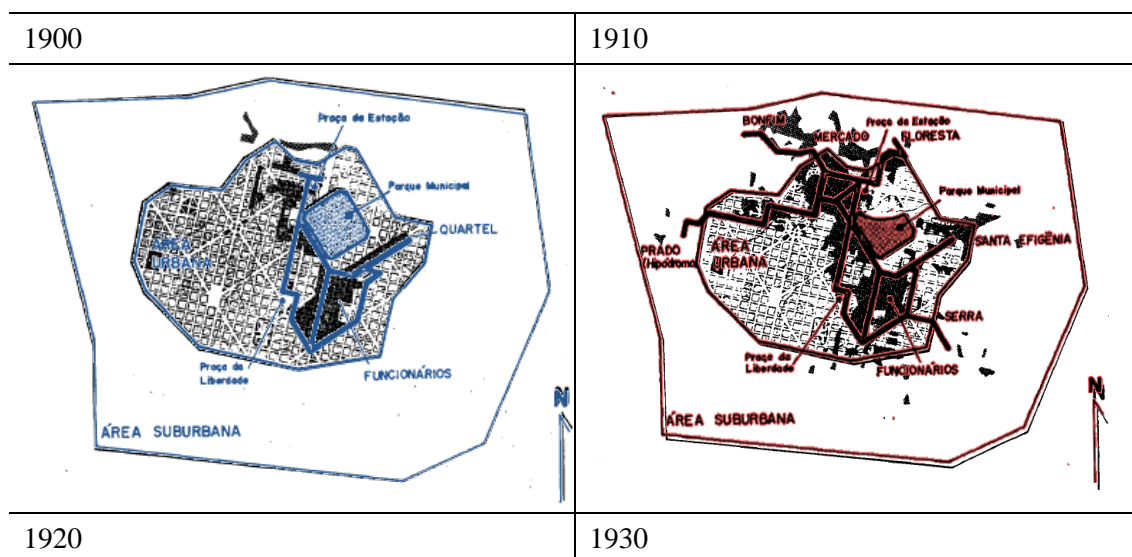 1900
1910
Praça da Estação
Parque Municipal
QUARTEL
ÁREA
URBANA
Praça da
Liberdade
FUNCIONÁRIOS
ÁREA SUBURBANA
N
BONFIM
MERCADO
Praça da Estação
FLORESTA
Parque Municipal
PRADO
(Hipódromo)
ÁREA
URBANA
SANTA EFIGÊNIA
SERRA
Praça da
Liberdade
FUNCIONÁRIOS
ÁREA SUBURBANA
N
1920
1930